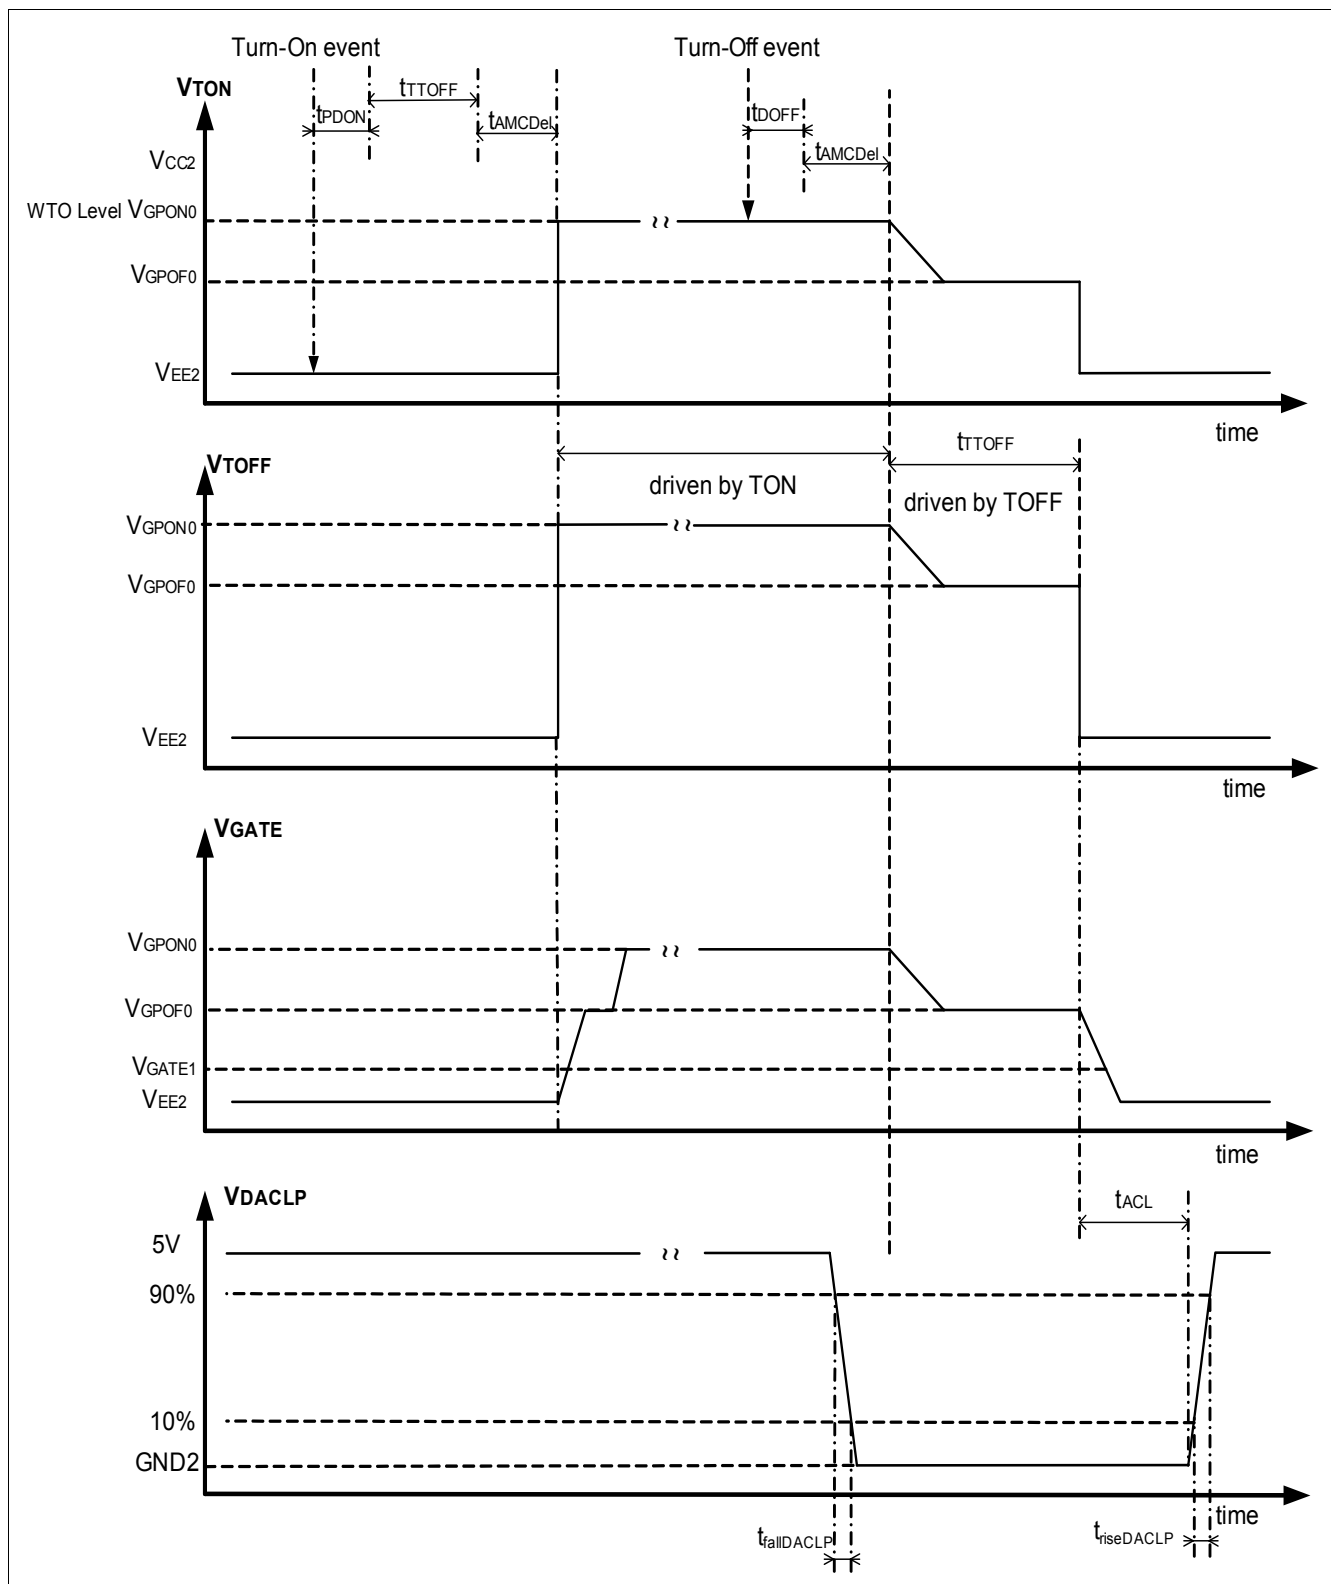 Turn-On event
Turn-Off event
VTON
tTTOFF
tPDON
tAMCDel
tDOFF
tAMCDel
VCC2
WTO Level VGPON0
VGPOF0
VEE2
time
VTOFF
tTTOFF
driven by TON
driven by TOFF
VGPON0
VGPOF0
VEE2
time
VGATE
VGPON0
VGPOF0
VGATE1
VEE2
time
VDACLP
tACL
5V
90%
10%
GND2
time
tfallDACLP
triseDACLP